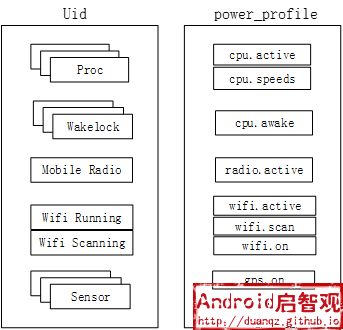 Uid
power_profile
Proc
cpu.active
cpu.speeds
Wakelock
cpu.awake
Mobile Radio
radio.active
Wifi Running
Wifi Scanning
wifi.active
wifi.scan
wifi.on
Sensor
gps.on
Android启智观
http://duanqz.github.io